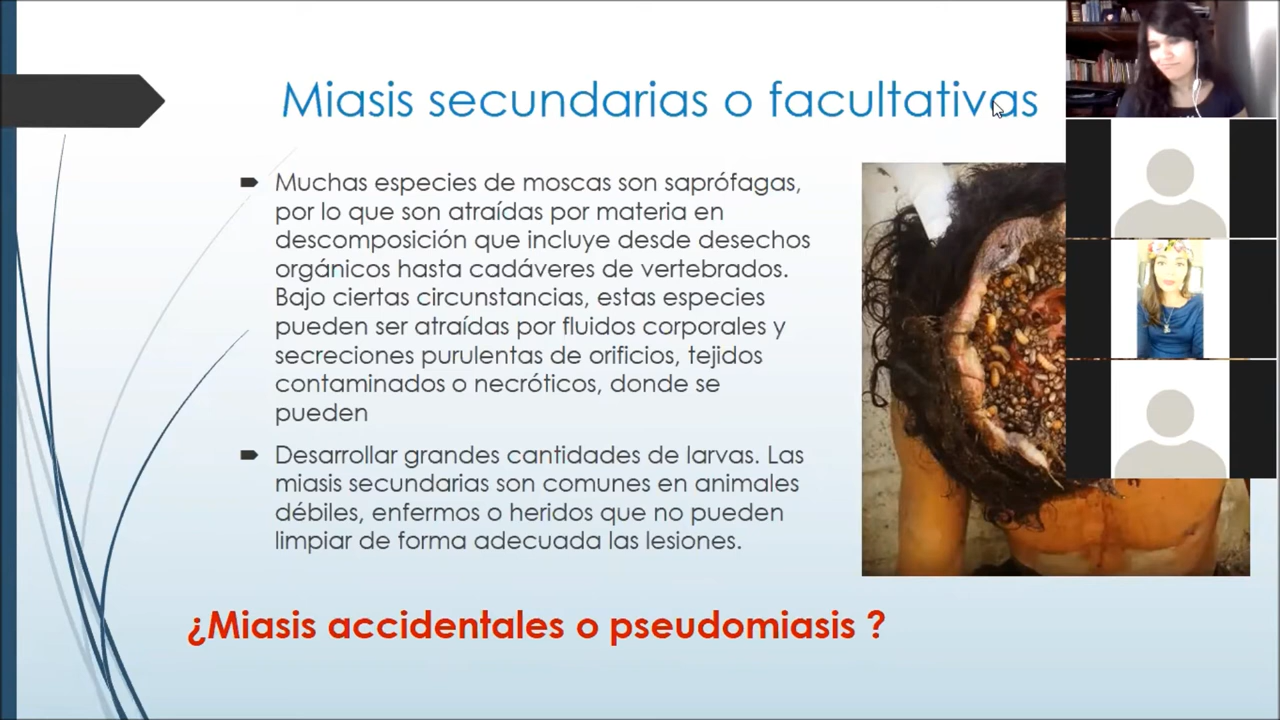 Miasis secundarias o facultativas
Muchas especies de moscas son saprófagas,
por lo que son atraídas por materia en
descomposición que incluye desde desechos
orgánicos hasta cadáveres de vertebrados.
Bajo ciertas circunstancias, estas especies
pueden ser atraídas por fluidos corporales y
secreciones purulentas de orificios, tejidos
contaminados o necróticos, donde se
pueden
Desarrollar grandes cantidades de larvas. Las
miasis secundarias son comunes en animales
débiles, enfermos o heridos que no pueden
limpiar de forma adecuada las lesiones.
¿Miasis accidentales o pseudomiasis ?